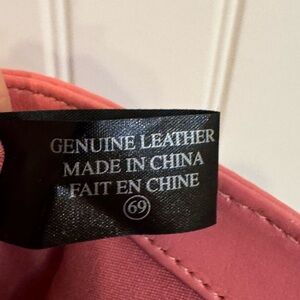 GENUINE LEATHER
MADE IN CHINA
FAIT EN CHINE
69